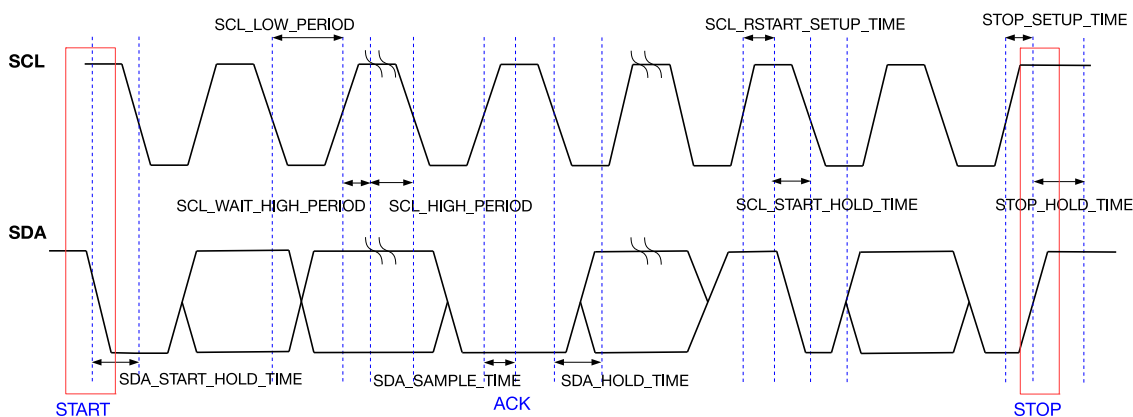 SCL_LOW_PERIOD
SCL_RSTART_SETUP_TIME
STOP_SETUP_TIME
SCL
SCL_WAIT_HIGH_PERIOD
SCL_HIGH_PERIOD
SCL_START_HOLD_TIME
STOP_HOLD_TIME
SDA
SDA_START_HOLD_TIME
SDA_SAMPLE_TIME
SDA_HOLD_TIME
START
ACK
STOP